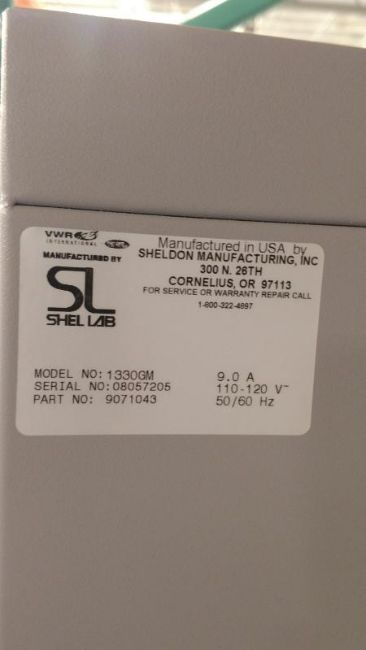 VWR
INTERNATIONAL
Manufactured in USA by
MANUFACTURED BY
SHELDON MANUFACTURING, INC
300 N. 26TH
CORNELIUS, OR 97113
FOR SERVICE OR WARRANTY REPAIR CALL
1-800-322-4897
SL
SHEL LAB
MODEL NO: 1330GM
9.0 A
SERIAL NO: 08057205
110-120 V~
PART NO: 9071043
50/60 Hz